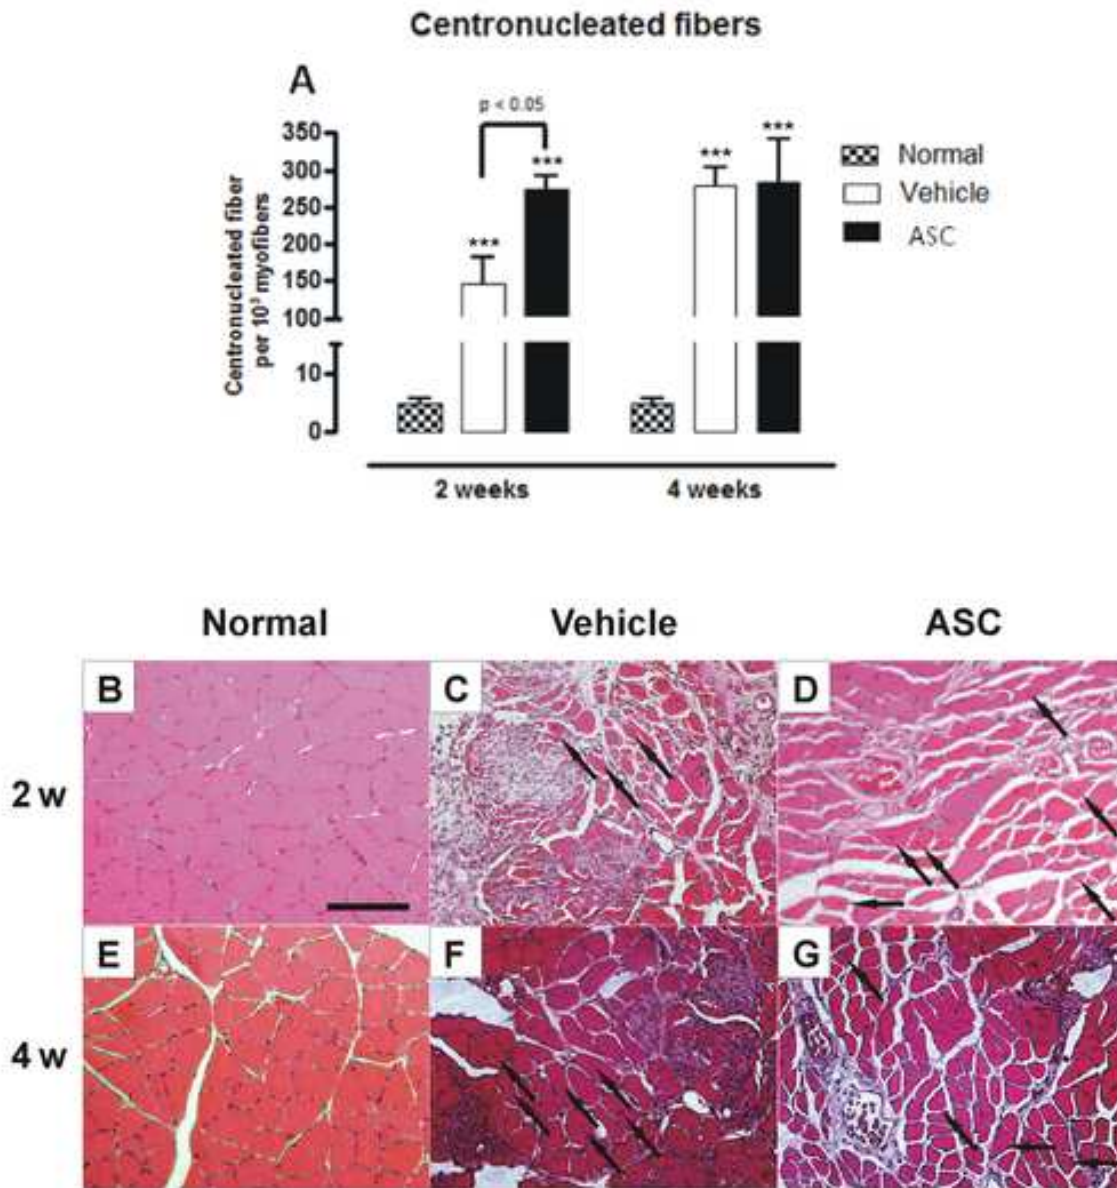 Centronucleated fibers
A
p < 0.05
Centronucleated fiber
per 10³ myofibers
350
300
250
200
150
100
10
0
***
***
***
***
Normal
Vehicle
ASC
2 weeks
4 weeks
Normal
Vehicle
ASC
2 w
B
C
D
4 w
E
F
G